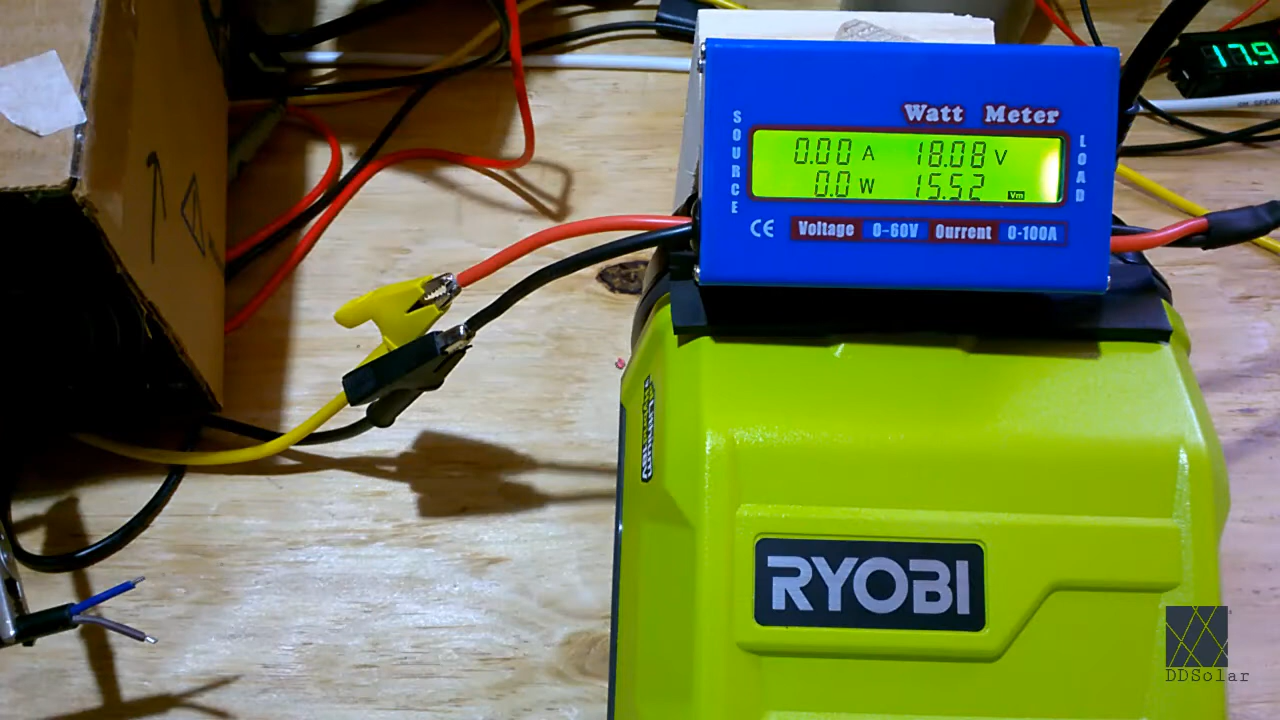 17.9
Watt Meter
SOURCE
LOAD
0.00 A 18.08 V
0.0 W 15.52 Vm
CE Voltage 0-60V Current 0-100A
RYOBI
DDSolar